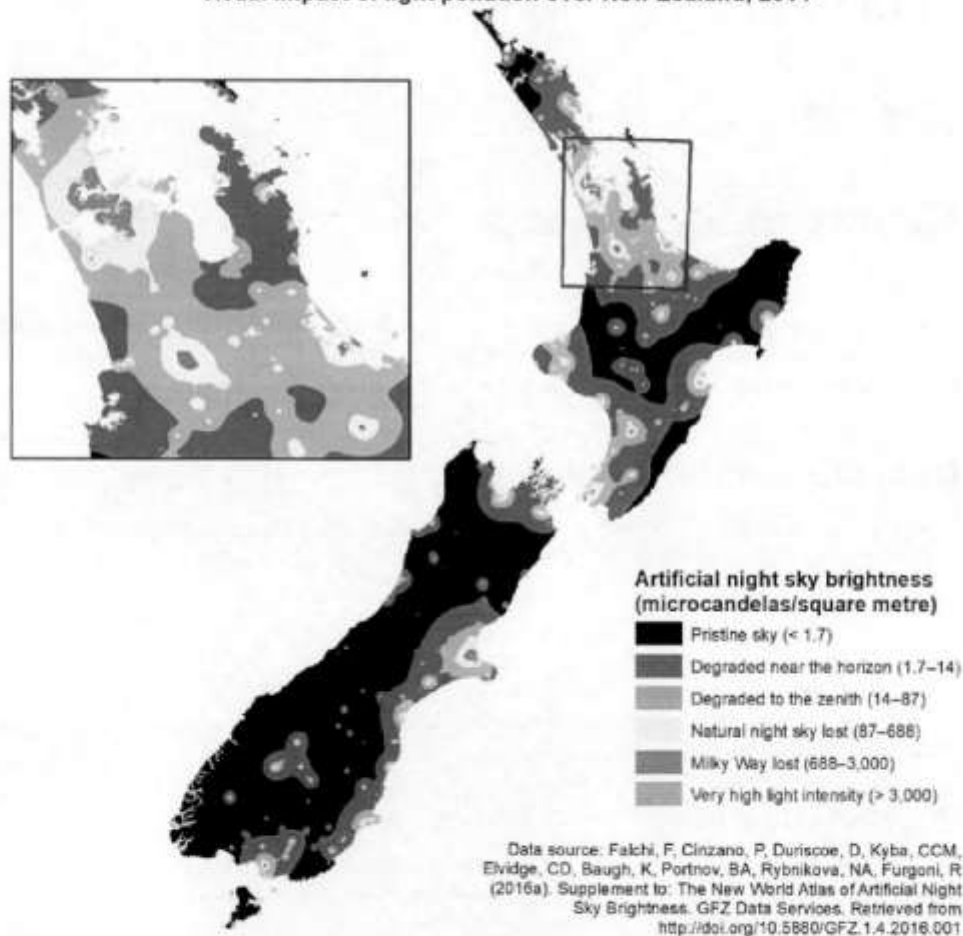 Artificial night sky brightness
(microcandelas/square metre)
Pristine sky (< 1.7)
Degraded near the horizon (1.7–14)
Degraded to the zenith (14–87)
Natural night sky lost (87–688)
Milky Way lost (688–3,000)
Very high light intensity (> 3,000)
Data source: Falchi, F, Cinzano, P, Duriscoe, D, Kyba, CCM,
Elvidge, CD, Baugh, K, Portnov, BA, Rybnikova, NA, Furgoni, R
(2016a). Supplement to: The New World Atlas of Artificial Night
Sky Brightness. GFZ Data Services. Retrieved from
http://doi.org/10.5880/GFZ.1.4.2016.001